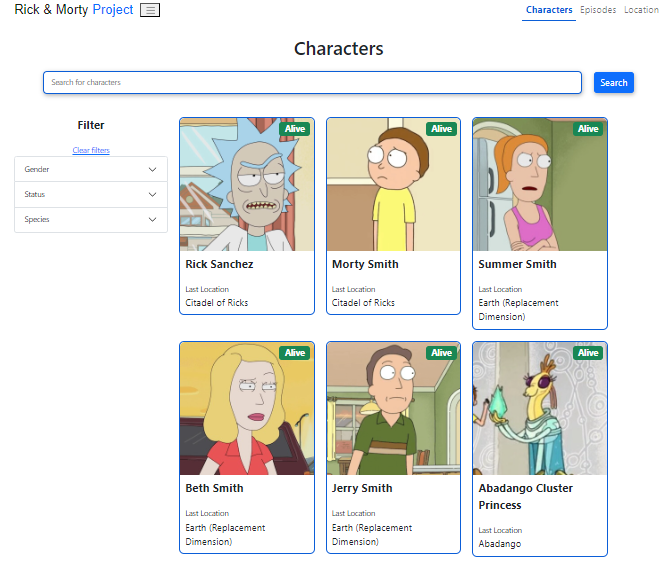 Rick & Morty Project
Characters Episodes Location
Characters
Search for characters
Search
Filter
Clear filters
Gender
Status
Species
Alive
Rick Sanchez
Last Location
Citadel of Ricks
Alive
Morty Smith
Last Location
Citadel of Ricks
Alive
Summer Smith
Last Location
Earth (Replacement
Dimension)
Alive
Beth Smith
Last Location
Earth (Replacement
Dimension)
Alive
Jerry Smith
Last Location
Earth (Replacement
Dimension)
Alive
Abadango Cluster
Princess
Last Location
Abadango